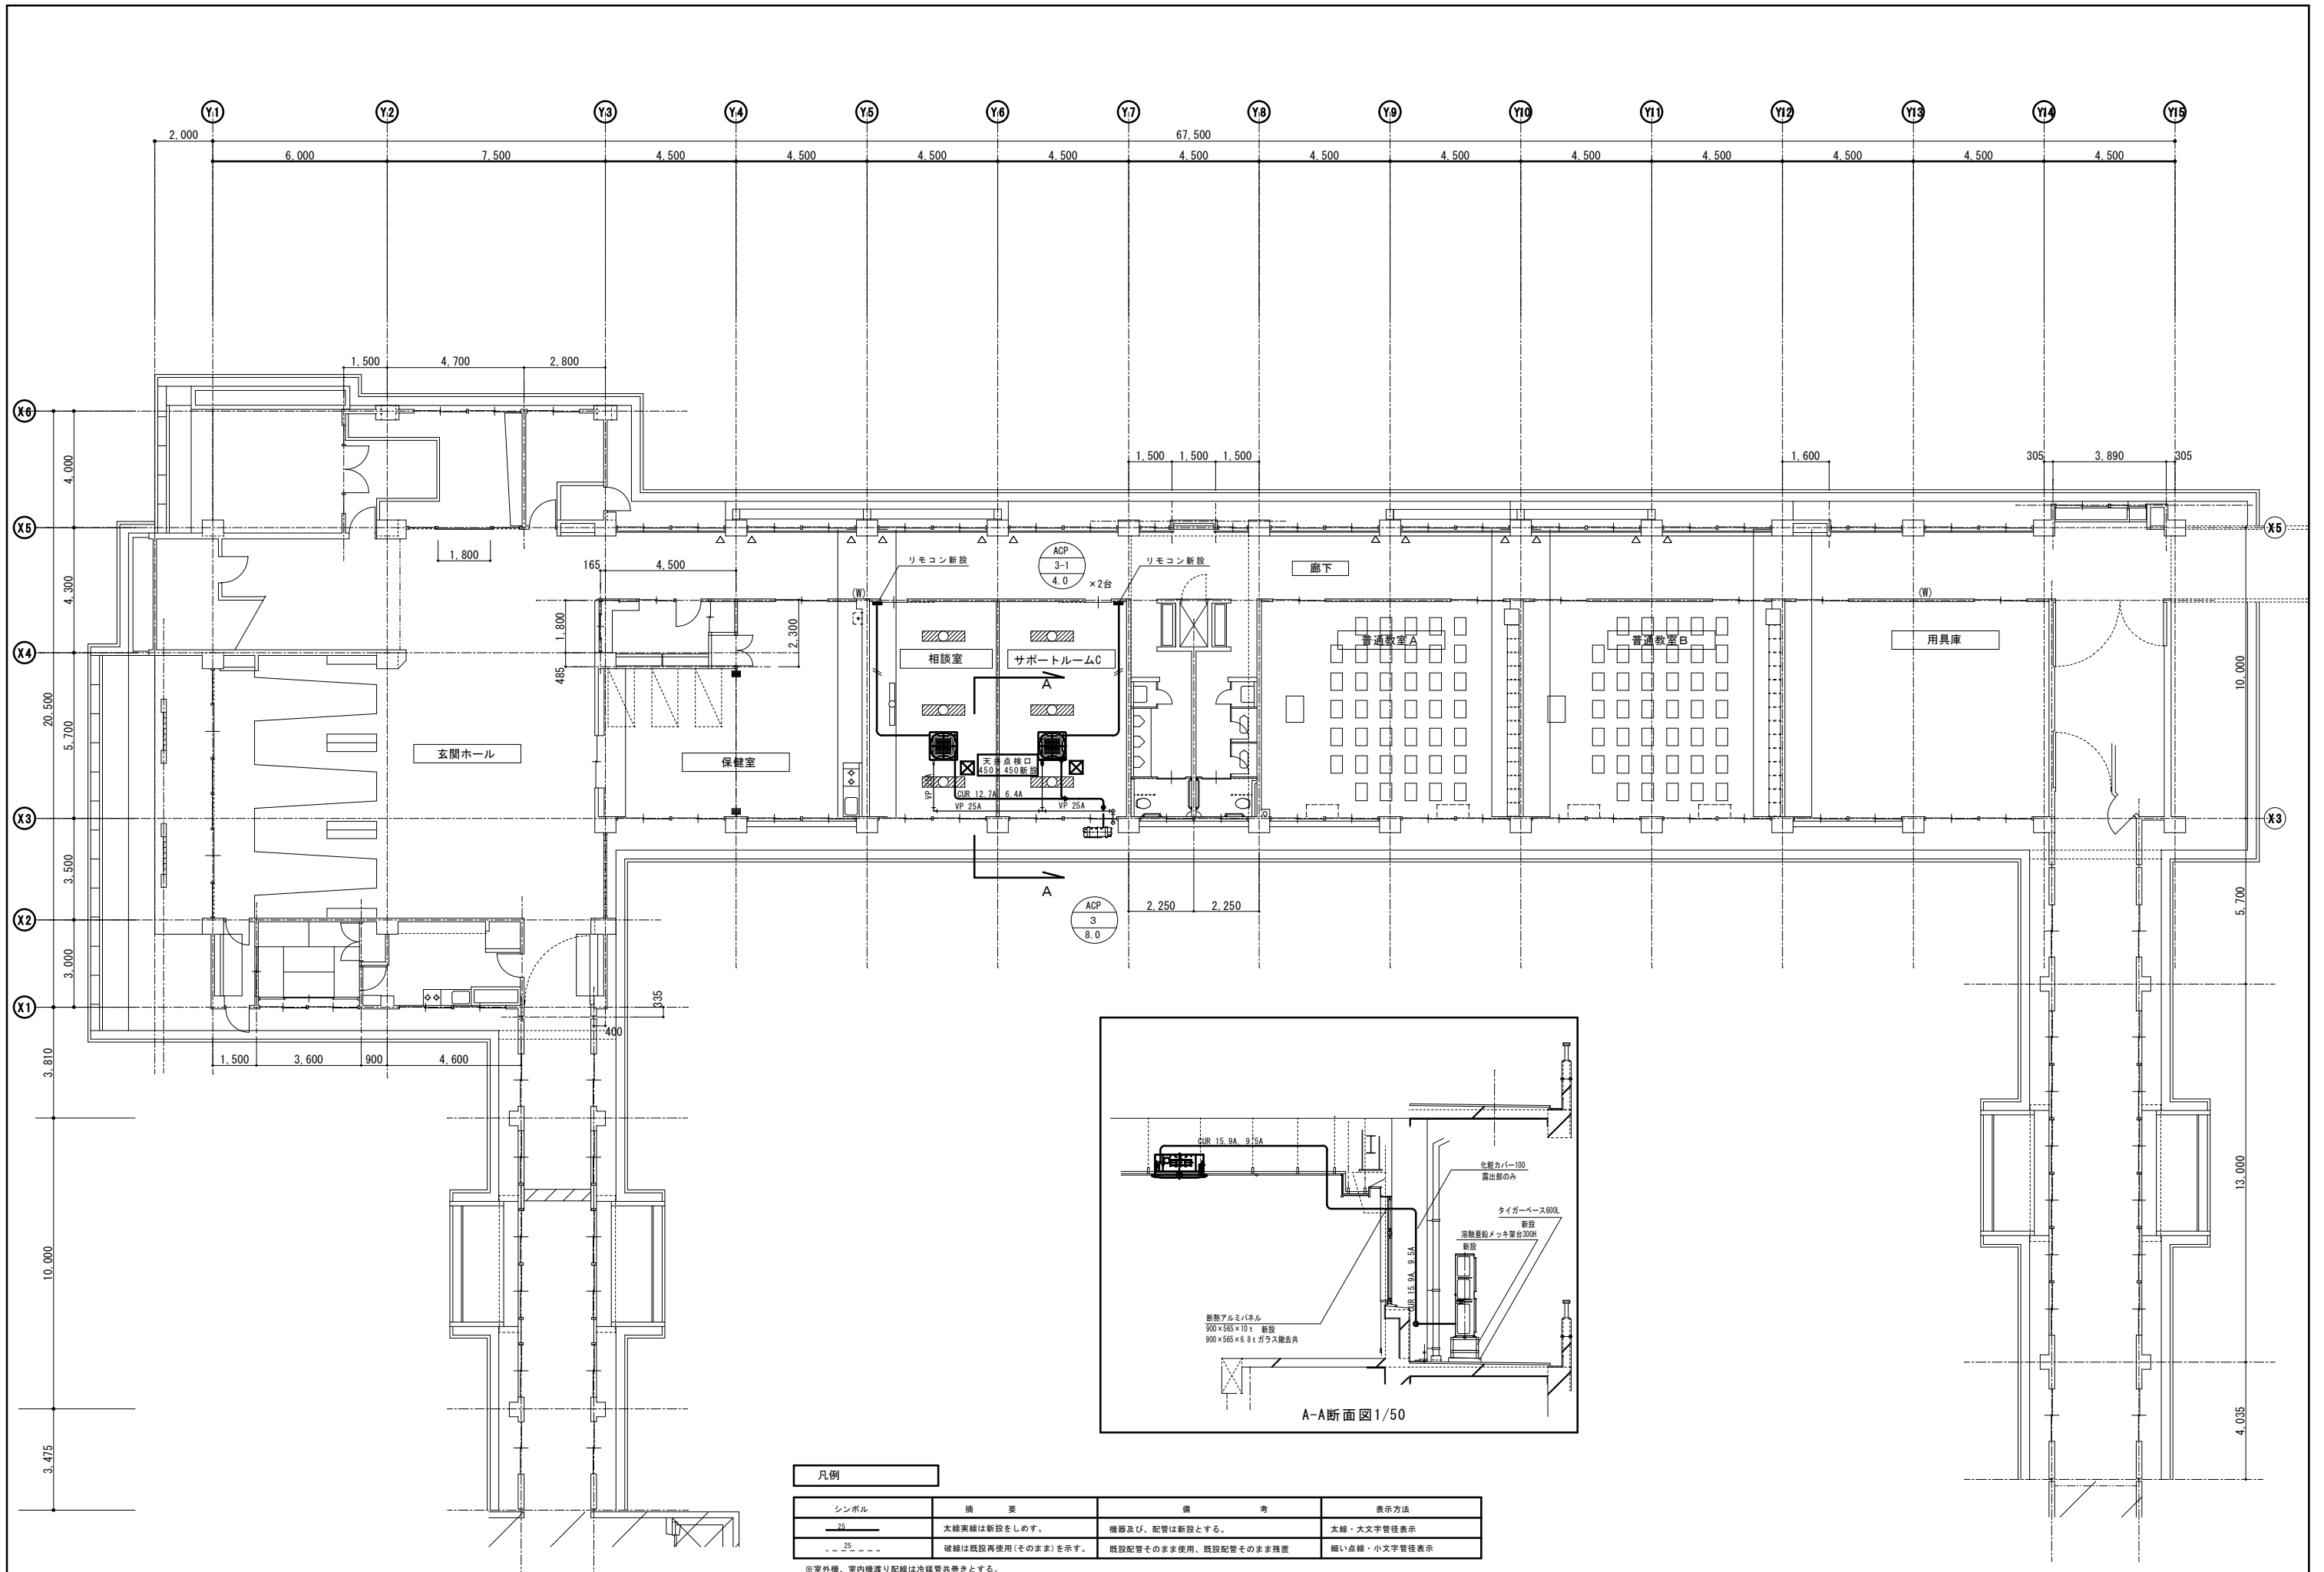 Y1 Y2 Y3 Y4 Y5 Y6 Y7 Y8 Y9 Y10 Y11 Y12 Y13 Y14 Y15
2,000 67,500
6,000 7,500 4,500 4,500 4,500 4,500 4,500 4,500 4,500 4,500 4,500 4,500 4,500 4,500
1,500 4,700 2,800
X6
4,000
1,500 1,500 1,500 1,600 305 3,890 305
X5 X5
1,800
165 4,500
リモコン新設
ACP
3-1
4.0
×2台
リモコン新設
廊下
4,300
(W) (W)
1,800
2,300
485
X4
相談室
サポートルームC
普通教室A
普通教室B
用具庫
A
20,500
5,700
10,000
玄関ホール
保健室
天井点検口
450×450新設
VP 20A
CUR 12.7A 6.4A
VP 25A VP 25A
X3 X3
3,500
A
ACP
3
8.0
2,250 2,250
5,700
X2
3,000
X1
335
400
1,500 3,600 900 4,600
3,810
10,000
3,475
13,000
4,035
CUR 15.9A, 9.5A
化粧カバー100
露出部のみ
タイガーベース600L
新設
溶融亜鉛メッキ架台300H
新設
CUR 15.9A, 9.5A
断熱アルミパネル
900×565×10t 新設
900×565×6.8tガラス撤去共
A-A断面図1/50
凡例
シンボル 摘 要 備 考 表示方法
25 太線実線は新設をしめす。 機器及び、配管は新設とする。 太線・大文字管径表示
25 破線は既設再使用(そのまま)を示す。 既設配管そのまま使用、既設配管そのまま残置 細い点線・小文字管径表示
※室外機、室内機渡り配線は冷媒管共巻きとする。